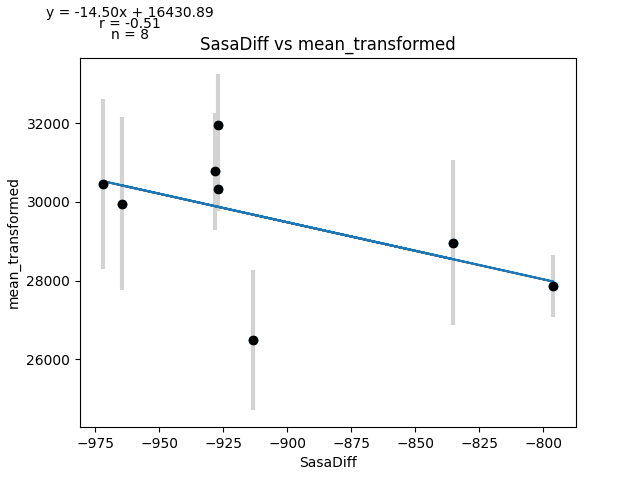 y = -14.50x + 16430.89
r = -0.51
n = 8
SasaDiff vs mean_transformed
32000
30000
28000
26000
mean_transformed
−975 −950 −925 −900 −875 −850 −825 −800
SasaDiff